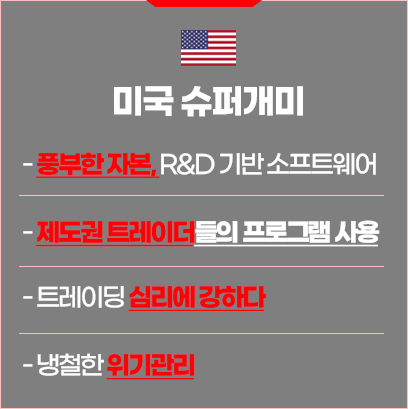 미국 슈퍼개미
- 풍부한 자본, R&D 기반 소프트웨어
- 제도권 트레이더들의 프로그램 사용
- 트레이딩 심리에 강하다
- 냉철한 위기관리